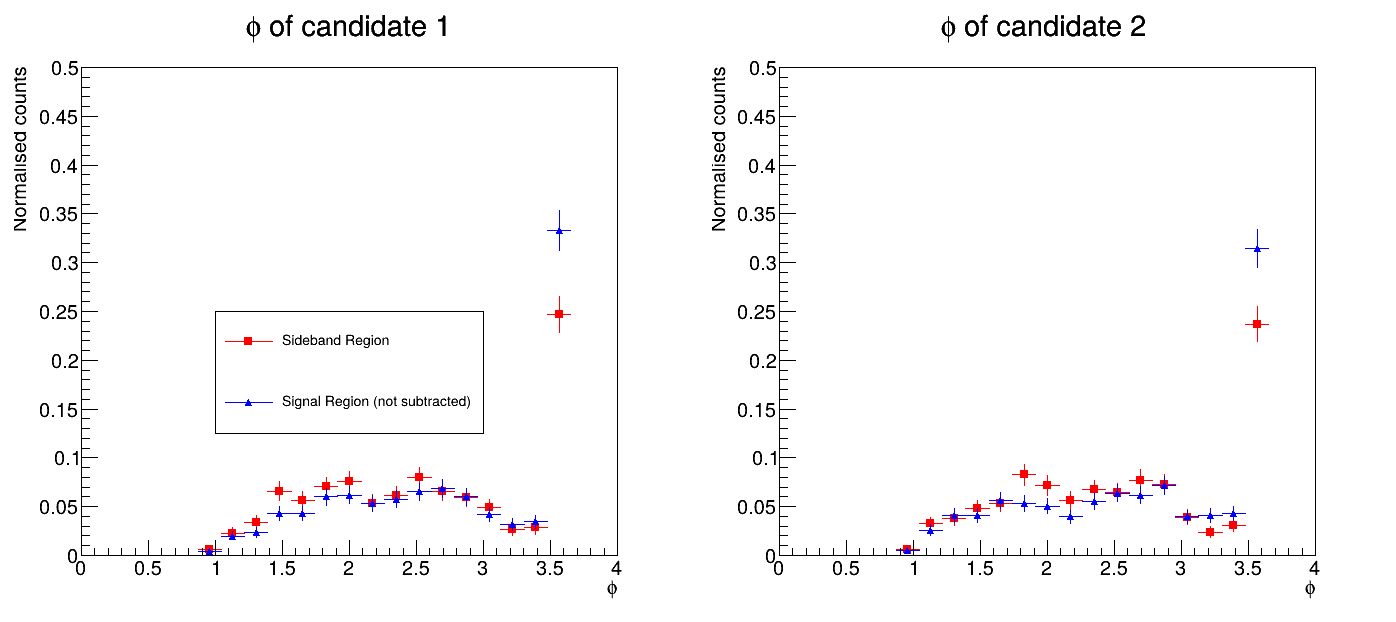 ϕ of candidate 1
Normalised counts
0.5
0.45
0.4
0.35
0.3
0.25
0.2
0.15
0.1
0.05
0
Sideband Region
Signal Region (not subtracted)
0 0.5 1 1.5 2 2.5 3 3.5 4
ϕ
ϕ of candidate 2
Normalised counts
0.5
0.45
0.4
0.35
0.3
0.25
0.2
0.15
0.1
0.05
0
0 0.5 1 1.5 2 2.5 3 3.5 4
ϕ